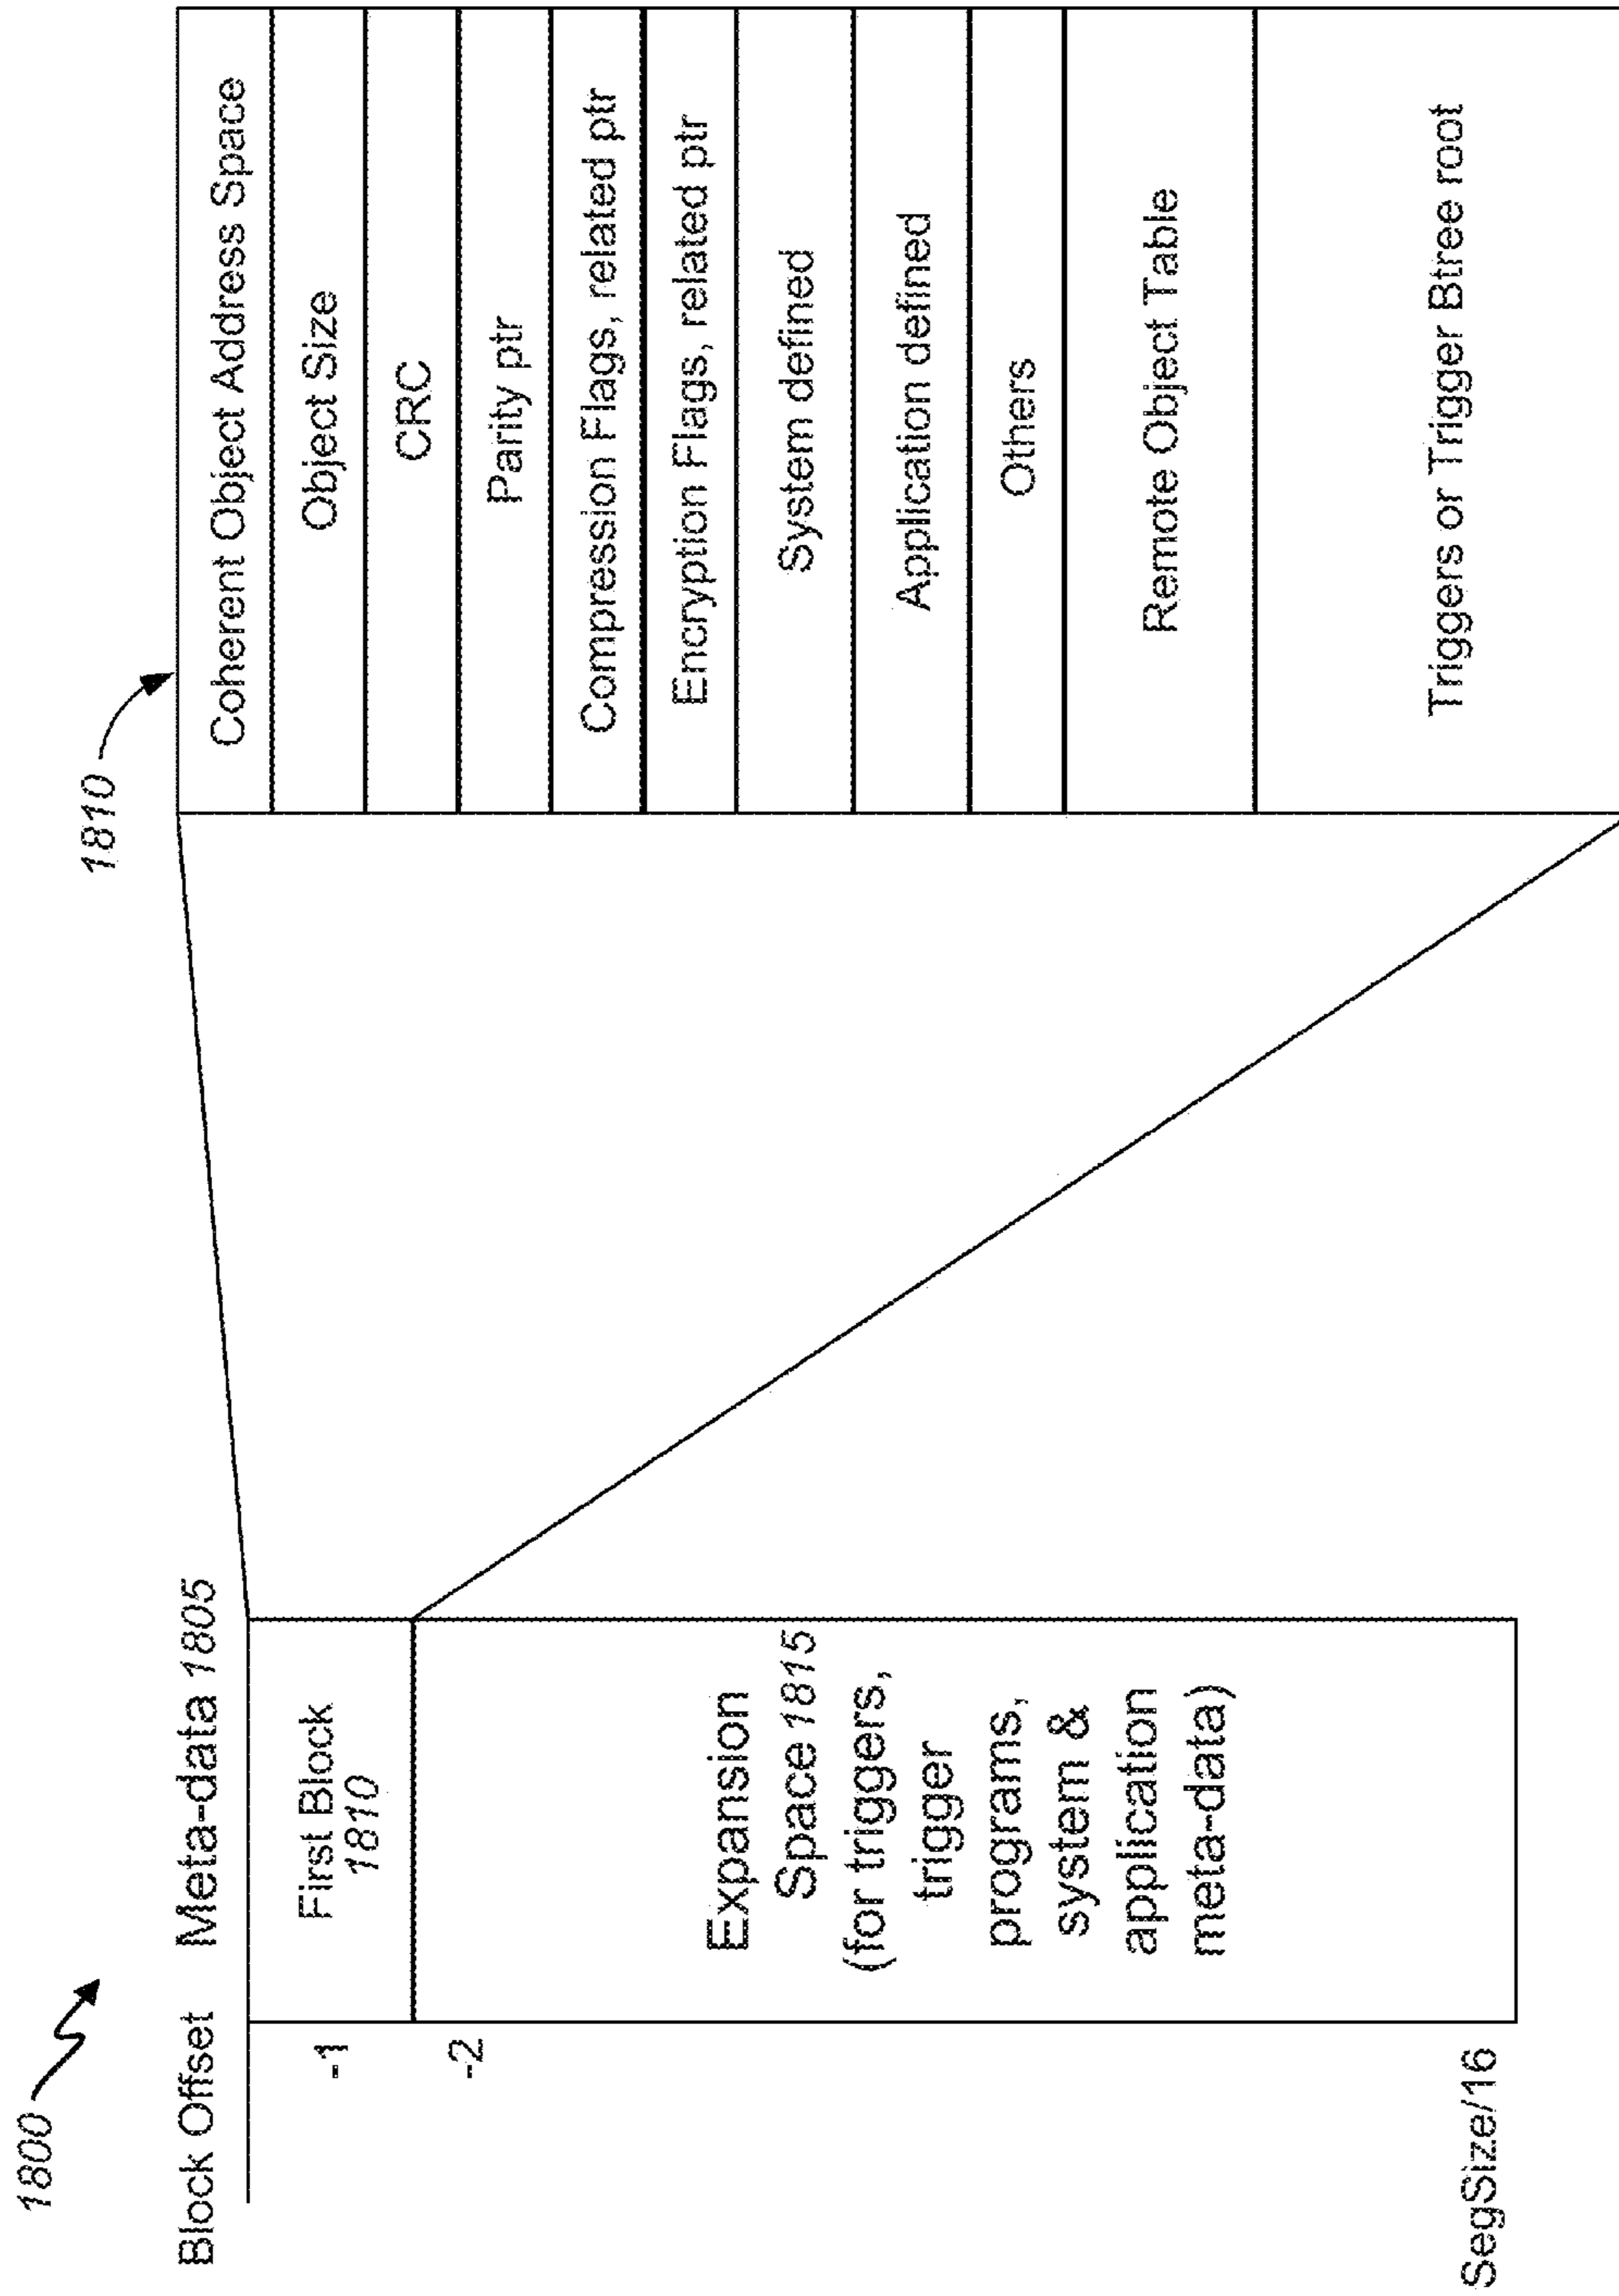 1800
Block Offset
Meta-data 1805
-1
First Block
1810
-2
Expansion
Space 1815
(for triggers,
trigger
programs,
system &
application
meta-data)
SegSize/16
1810
Coherent Object Address Space
Object Size
CRC
Parity ptr
Compression Flags, related ptr
Encryption Flags, related ptr
System defined
Application defined
Others
Remote Object Table
Triggers or Trigger Btree root